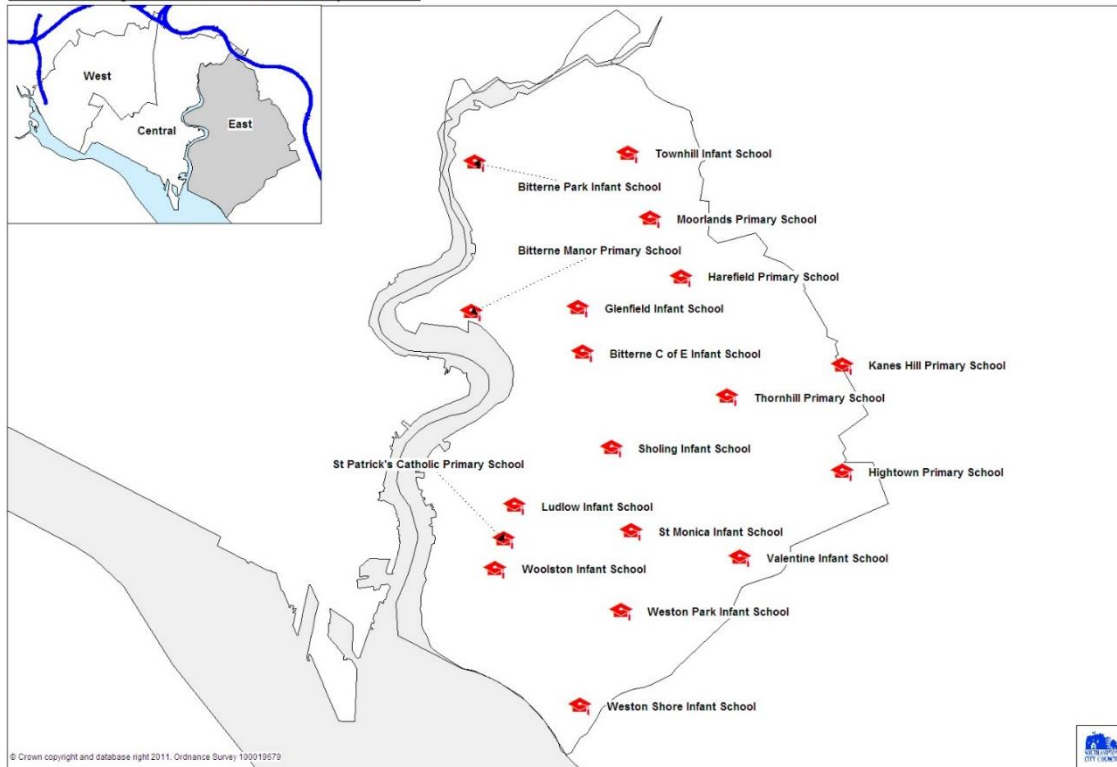 West
Central
East
Townhill Infant School
Bitterne Park Infant School
Moorlands Primary School
Bitterne Manor Primary School
Harefield Primary School
Glenfield Infant School
Bitterne C of E Infant School
Kanes Hill Primary School
Thornhill Primary School
Sholing Infant School
St Patrick's Catholic Primary School
Hightown Primary School
Ludlow Infant School
St Monica Infant School
Valentine Infant School
Woolston Infant School
Weston Park Infant School
Weston Shore Infant School
© Crown copyright and database right 2011. Ordnance Survey 100019679